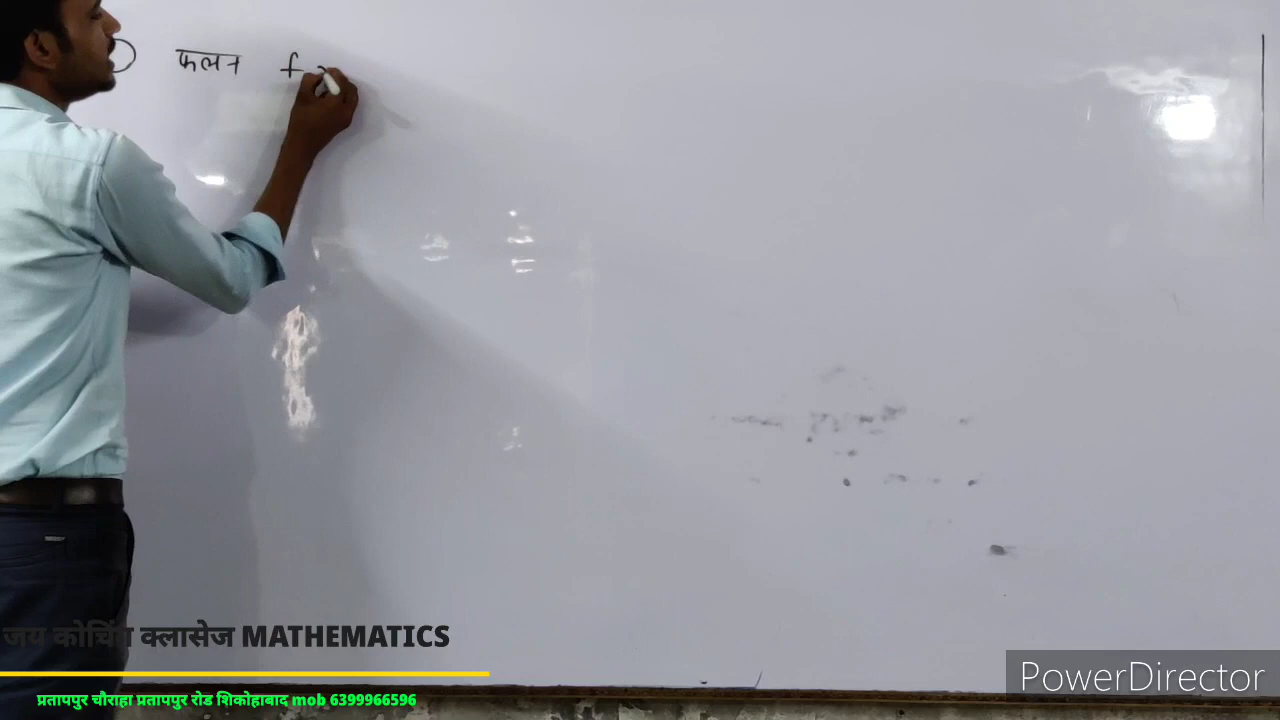 फलन f
जय कोचिंग क्लासेज MATHEMATICS
प्रतापपुर चौराहा प्रतापपुर रोड शिकोहाबाद mob 6399966596
PowerDirector